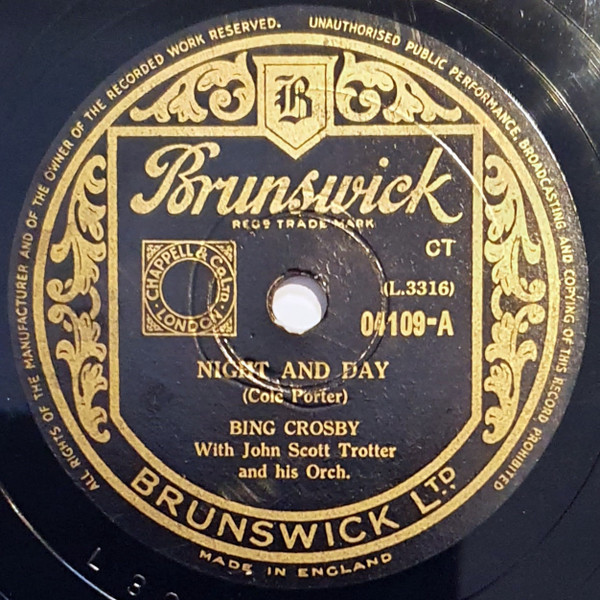 ALL RIGHTS OF THE MANUFACTURER AND OF THE OWNER OF THE RECORDED WORK RESERVED. UNAUTHORISED PUBLIC PERFORMANCE, BROADCASTING AND COPYING OF THIS RECORD PROHIBITED
B
Brunswick
REGD TRADE MARK
CT
CHAPPELL & CO LTD.
LONDON
(L.3316)
04109-A
NIGHT AND DAY
(Cole Porter)
BING CROSBY
With John Scott Trotter
and his Orch.
BRUNSWICK LTD.
MADE IN ENGLAND